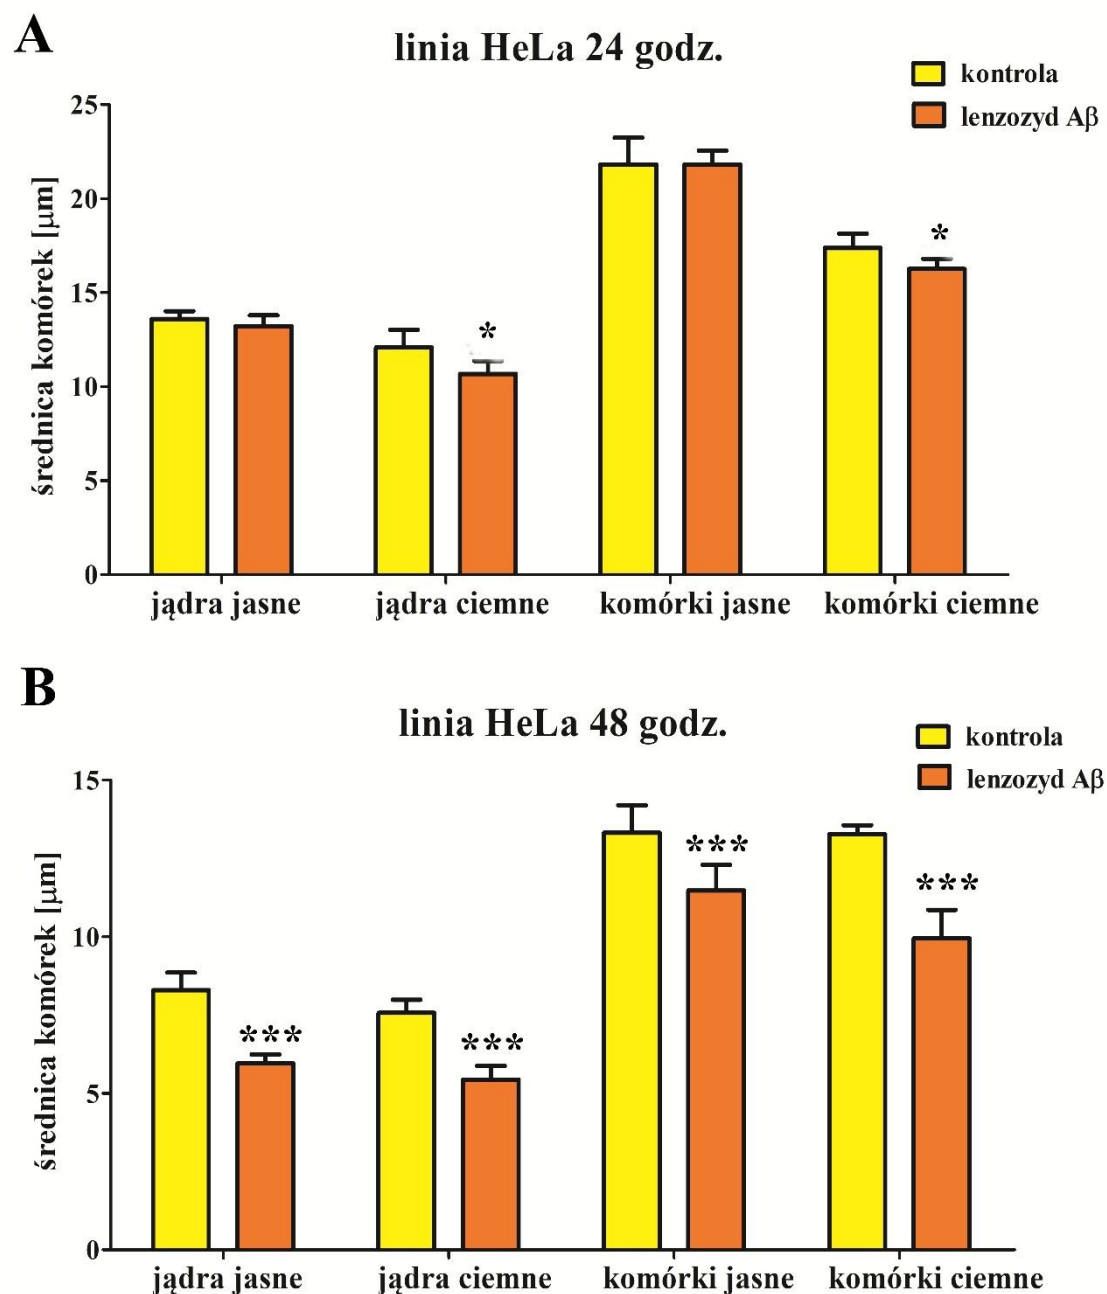 A
linia HeLa 24 godz.
kontrola
lenzozyd Aβ
średnica komórek [μm]
25
20
15
10
5
0
*
*
jądra jasne
jądra ciemne
komórki jasne
komórki ciemne
B
linia HeLa 48 godz.
kontrola
lenzozyd Aβ
średnica komórek [μm]
15
10
5
0
***
***
***
***
jądra jasne
jądra ciemne
komórki jasne
komórki ciemne